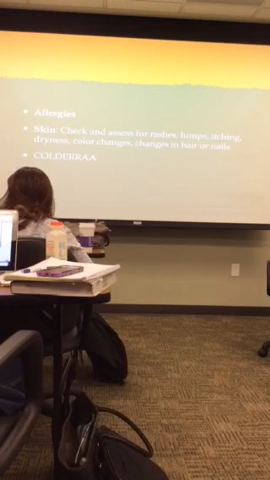 • Allergies
• Skin: Check and assess for rashes, lumps, itching,
dryness, color changes, changes in hair or nails
• COLDERRAA